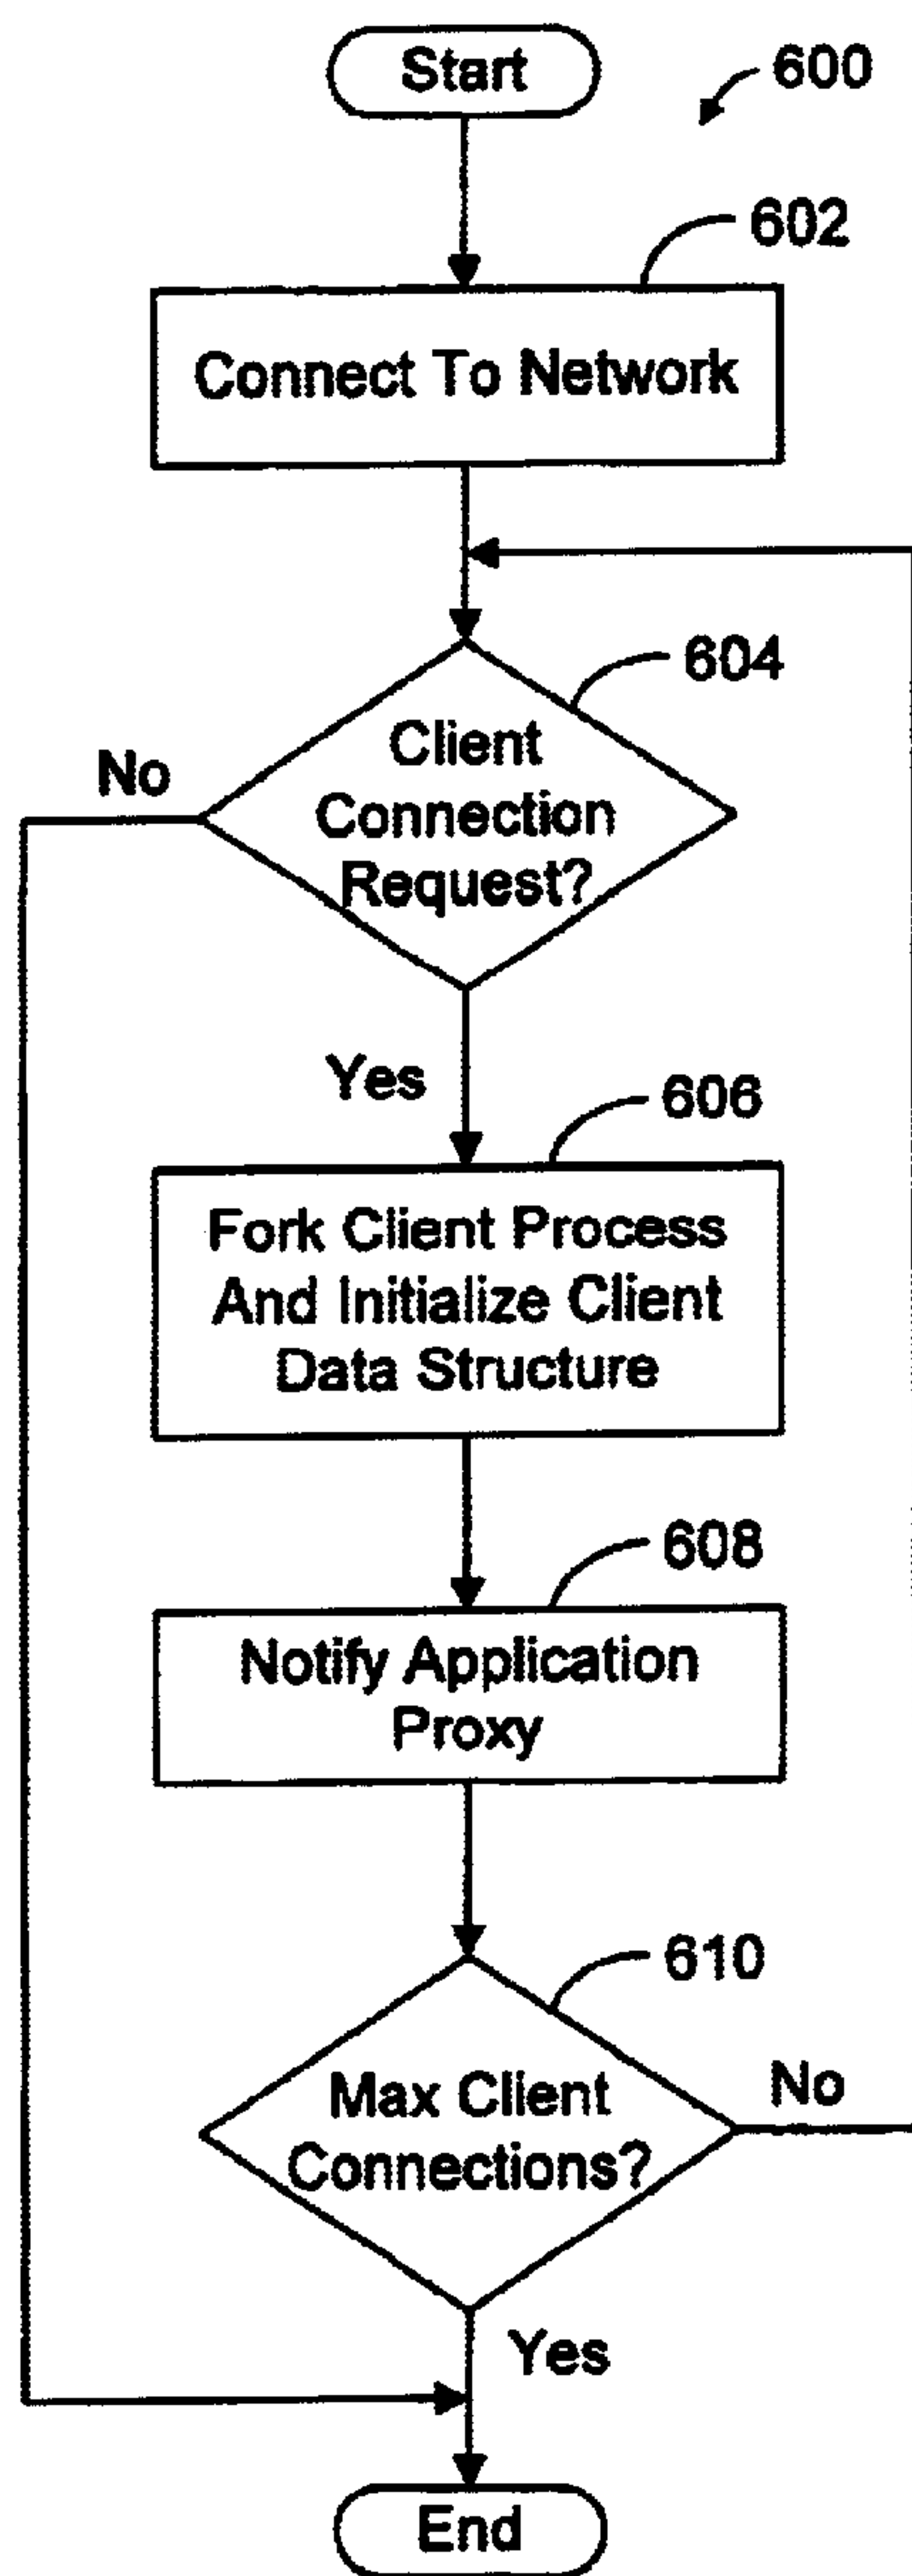 Start
600
602
Connect To Network
604
Client
Connection
Request?
No
Yes
606
Fork Client Process
And Initialize Client
Data Structure
608
Notify Application
Proxy
610
Max Client
Connections?
No
Yes
End